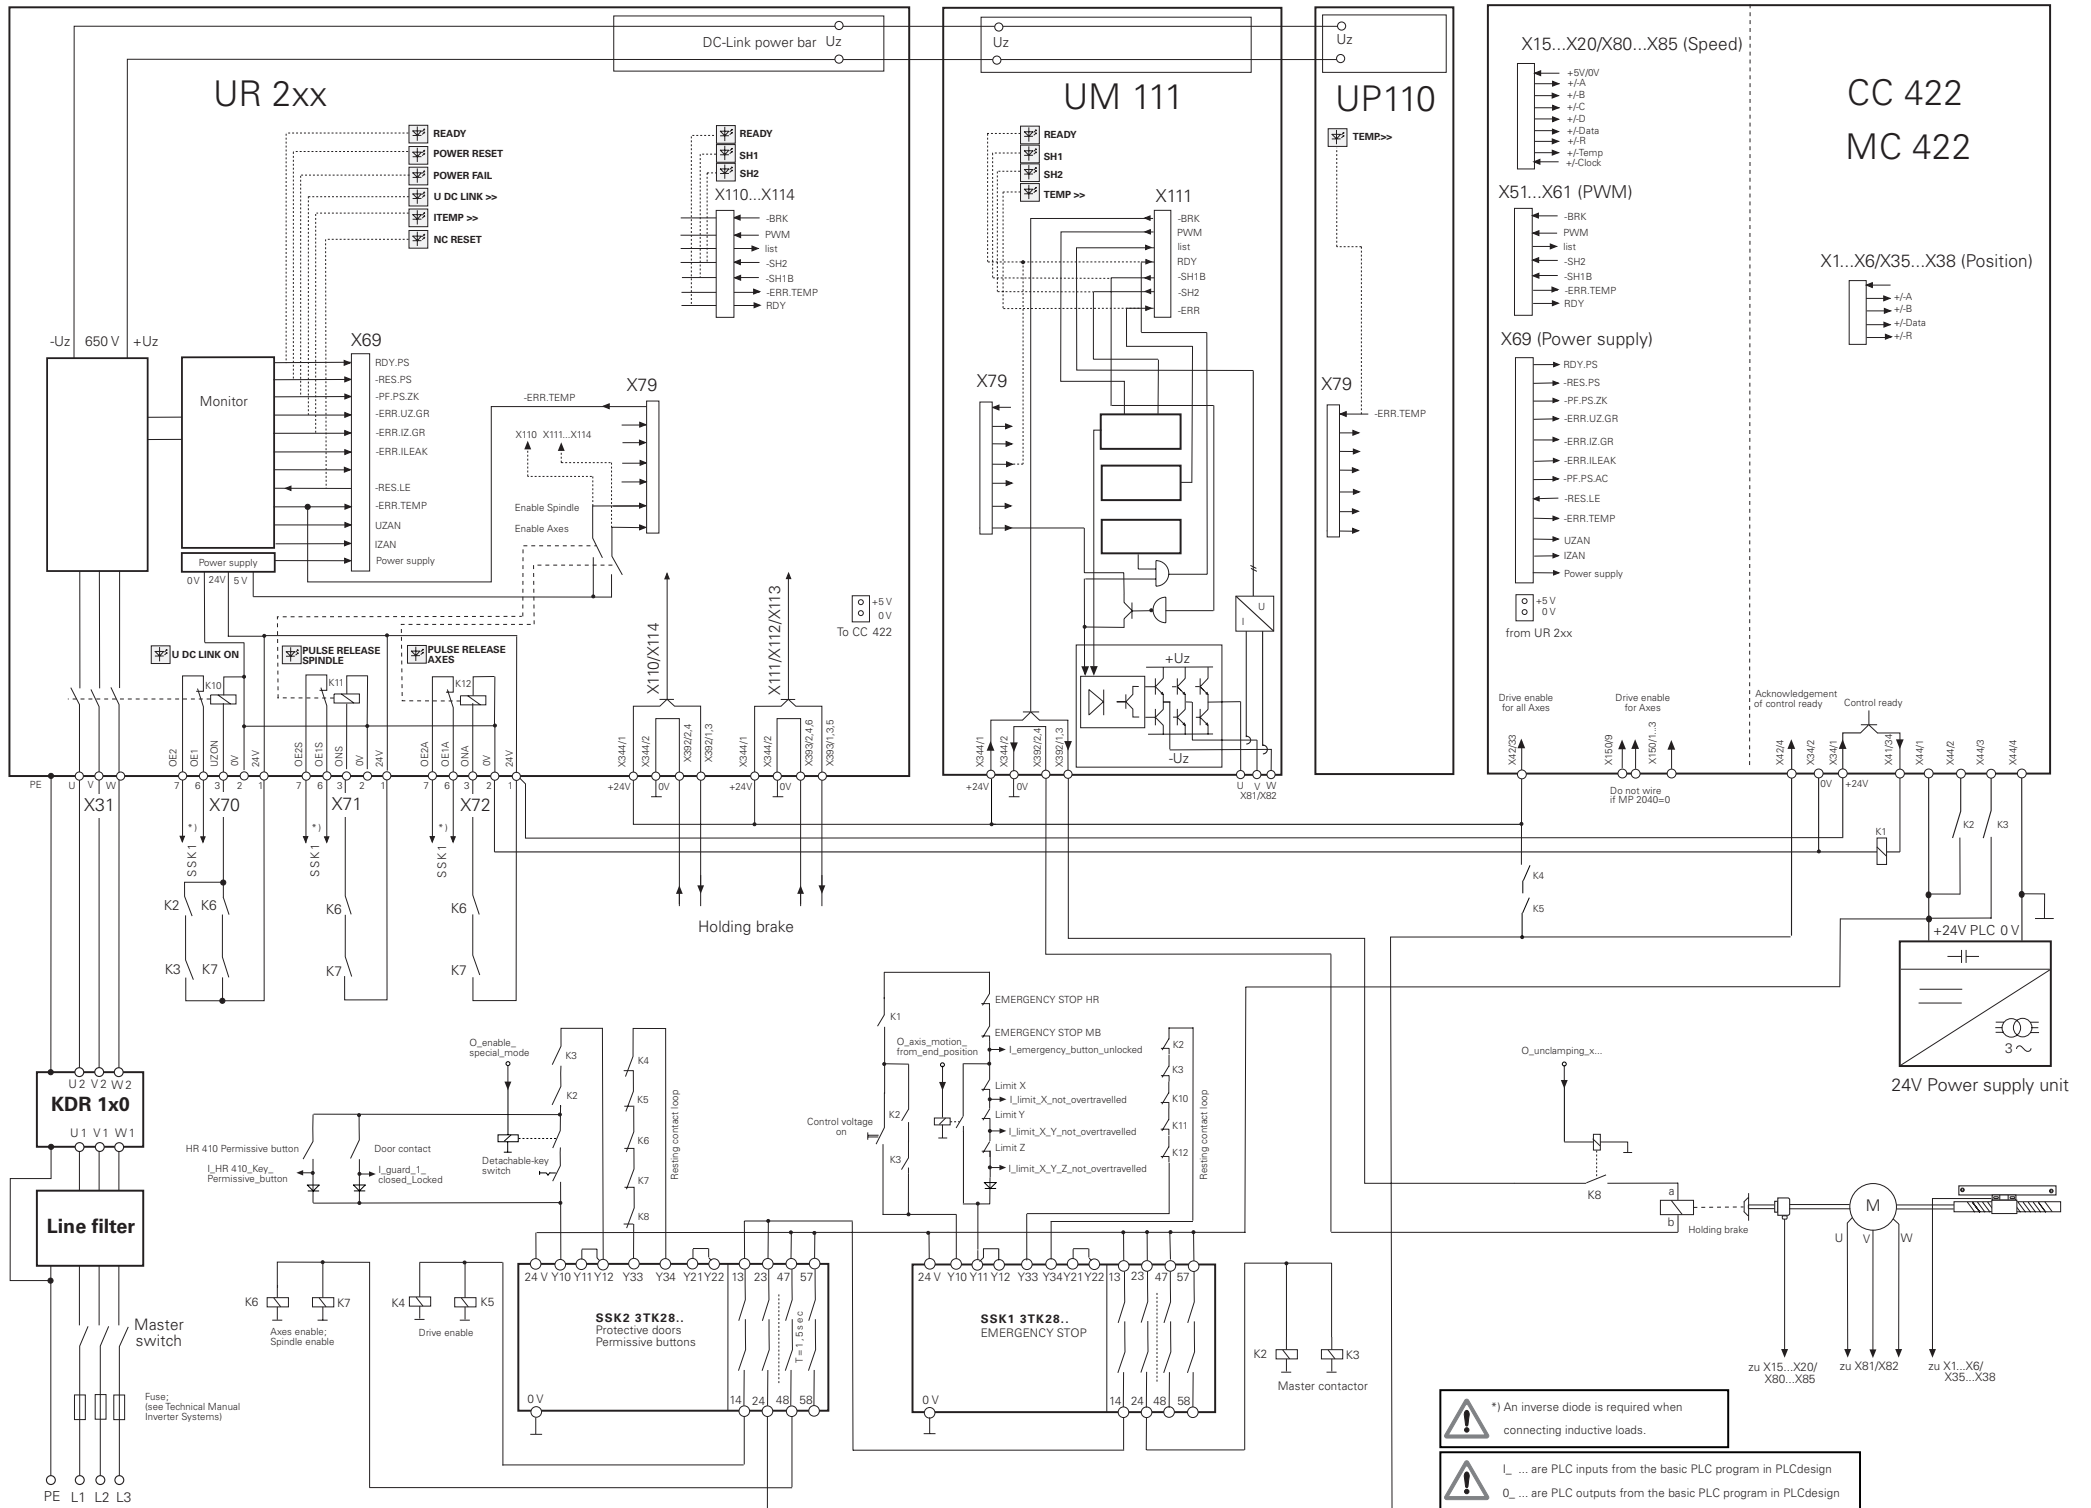 DC-Link power bar Uz
Uz
Uz
UR 2xx
UM 111
UP110
CC 422
MC 422
READY
POWER RESET
POWER FAIL
U DC LINK >>
ITEMP >>
NC RESET
READY
SH1
SH2
X110...X114
-BRK
PWM
list
-SH2
-SH1B
-ERR.TEMP
RDY
READY
SH1
SH2
TEMP >>
X111
-BRK
PWM
list
RDY
-SH1B
-SH2
-ERR
TEMP.>>
X15...X20/X80...X85 (Speed)
+5V/0V
+/-A
+/-B
+/-C
+/-D
+/-Data
+/-R
+/-Temp
+/-Clock
X51...X61 (PWM)
-BRK
PWM
list
-SH2
-SH1B
-ERR.TEMP
RDY
X1...X6/X35...X38 (Position)
+/-A
+/-B
+/-Data
+/-R
X69 (Power supply)
RDY.PS
-RES.PS
-PF.PS.ZK
-ERR.UZ.GR
-ERR.IZ.GR
-ERR.ILEAK
-PF.PS.AC
-RES.LE
-ERR.TEMP
UZAN
IZAN
Power supply
+5 V
0 V
from UR 2xx
-Uz 650 V +Uz
Monitor
X69
RDY.PS
-RES.PS
-PF.PS.ZK
-ERR.UZ.GR
-ERR.IZ.GR
-ERR.ILEAK
-RES.LE
-ERR.TEMP
UZAN
IZAN
Power supply
Power supply
0 V 24V 5 V
X79
-ERR.TEMP
X110 X111...X114
Enable Spindle
Enable Axes
X79
X79
-ERR.TEMP
+5 V
0 V
To CC 422
U DC LINK ON
PULSE RELEASE
SPINDLE
PULSE RELEASE
AXES
K10
K11
K12
X110/X114
X111/X112/X113
U
I
+Uz
-Uz
OE2
OE1
UZON
0V
24V
OE2S
OE1S
ONS
0V
24V
OE2A
OE1A
ONA
0V
24V
X344/1
X344/2
X392/2,4
X392/1,3
X344/1
X344/2
X393/2,4,6
X393/1,3,5
X344/1
X344/2
X392/2,4
X392/1,3
Drive enable
for all Axes
Drive enable
for Axes
Acknowledgement
of control ready
Control ready
X42/33
X150/9
X150/1...3
X42/4
X34/2
X34/1
X41/34
X44/1
X44/2
X44/3
X44/4
PE U V W
X31
7 6 3 2 1
X70
7 6 3 2 1
X71
7 6 3 2 1
X72
+24V 0V
+24V 0V
+24V 0V
U V W
X81/X82
Do not wire
if MP 2040=0
0V +24V
*)
SSK1
*)
SSK1
*)
SSK1
K1
K2
K3
K4
K5
K2 K6
K3 K7
K6
K7
K6
K7
Holding brake
+24V PLC 0 V
3
24V Power supply unit
U2 V2 W2
KDR 1x0
U1 V1 W1
Line filter
Master
switch
Fuse;
(see Technical Manual
Inverter Systems)
PE L1 L2 L3
O_enable_
special_mode
K3
K2
HR 410 Permissive button
I_HR 410_Key_
Permissive_button
Door contact
I_guard_1_
closed_Locked
Detachable-key
switch
K4
K5
K6
K7
K8
Resting contact loop
K1
EMERGENCY STOP HR
EMERGENCY STOP MB
I_emergency_button_unlocked
O_axis_motion_
from_end_position
Control voltage
on
K2
K3
Limit X
I_limit_X_not_overtravelled
Limit Y
I_limit_X_Y_not_overtravelled
Limit Z
I_limit_X_Y_Z_not_overtravelled
K2
K3
K10
K11
K12
Resting contact loop
O_unclamping_x...
K8
a
b
Holding brake
M
U V W
zu X15...X20/
X80...X85
zu X81/X82
zu X1...X6/
X35...X38
K6 K7
Axes enable;
Spindle enable
K4 K5
Drive enable
24 V Y10 Y11 Y12 Y33 Y34 Y21 Y22 13 23 47 57
SSK2 3TK28..
Protective doors
Permissive buttons
T = 1,5sec
0 V
14 24 48 58
24 V Y10 Y11 Y12 Y33 Y34 Y21 Y22 13 23 47 57
SSK1 3TK28..
EMERGENCY STOP
0 V
14 24 48 58
K2 K3
Master contactor
*) An inverse diode is required when
connecting inductive loads.
I_ ... are PLC inputs from the basic PLC program in PLCdesign
0_ ... are PLC outputs from the basic PLC program in PLCdesign